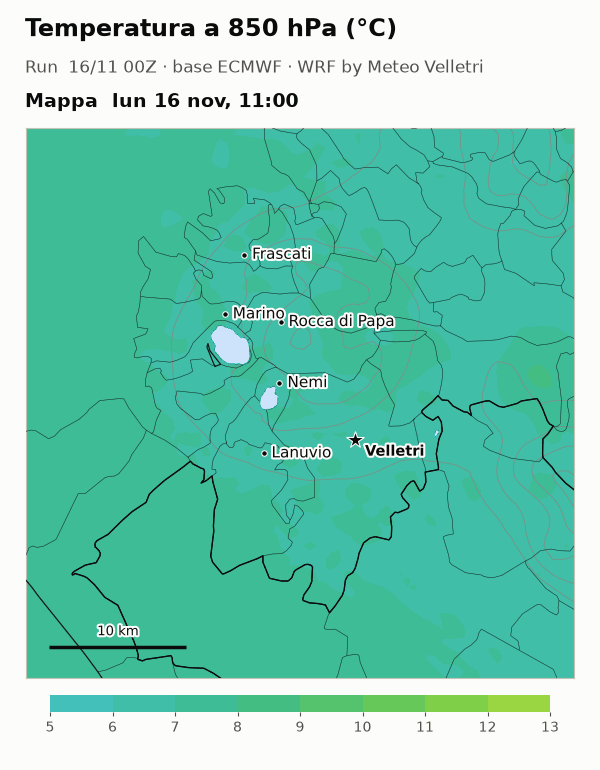 Temperatura a 850 hPa (°C)
Run 16/11 00Z · base ECMWF · WRF by Meteo Velletri
Mappa lun 16 nov, 11:00
Frascati
Marino
Rocca di Papa
Nemi
Velletri
Lanuvio
10 km
5 6 7 8 9 10 11 12 13